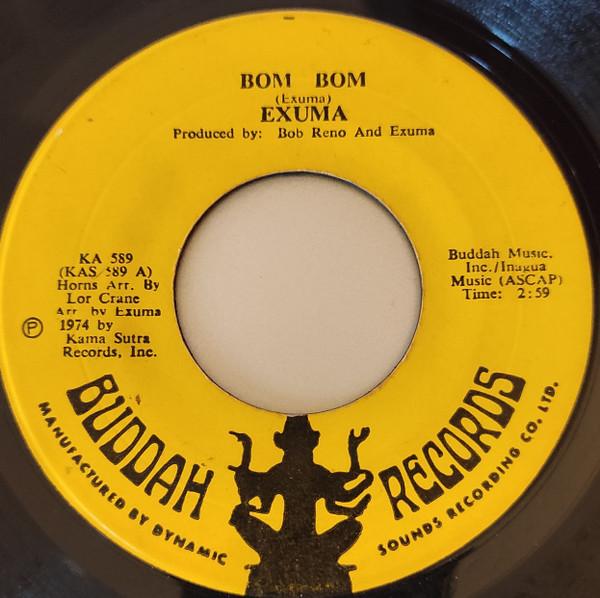 BOM BOM
(Exuma)
EXUMA
Produced by: Bob Reno And Exuma
KA 589
(KAS 589 A)
Horns Arr. By
Lor Crane
Arr. by Exuma
℗ 1974 by
Kama Sutra
Records, Inc.
Buddah Music,
Inc./Inagua
Music (ASCAP)
Time: 2:59
BUDDAH RECORDS
MANUFACTURED BY DYNAMIC SOUNDS RECORDING CO. LTD.